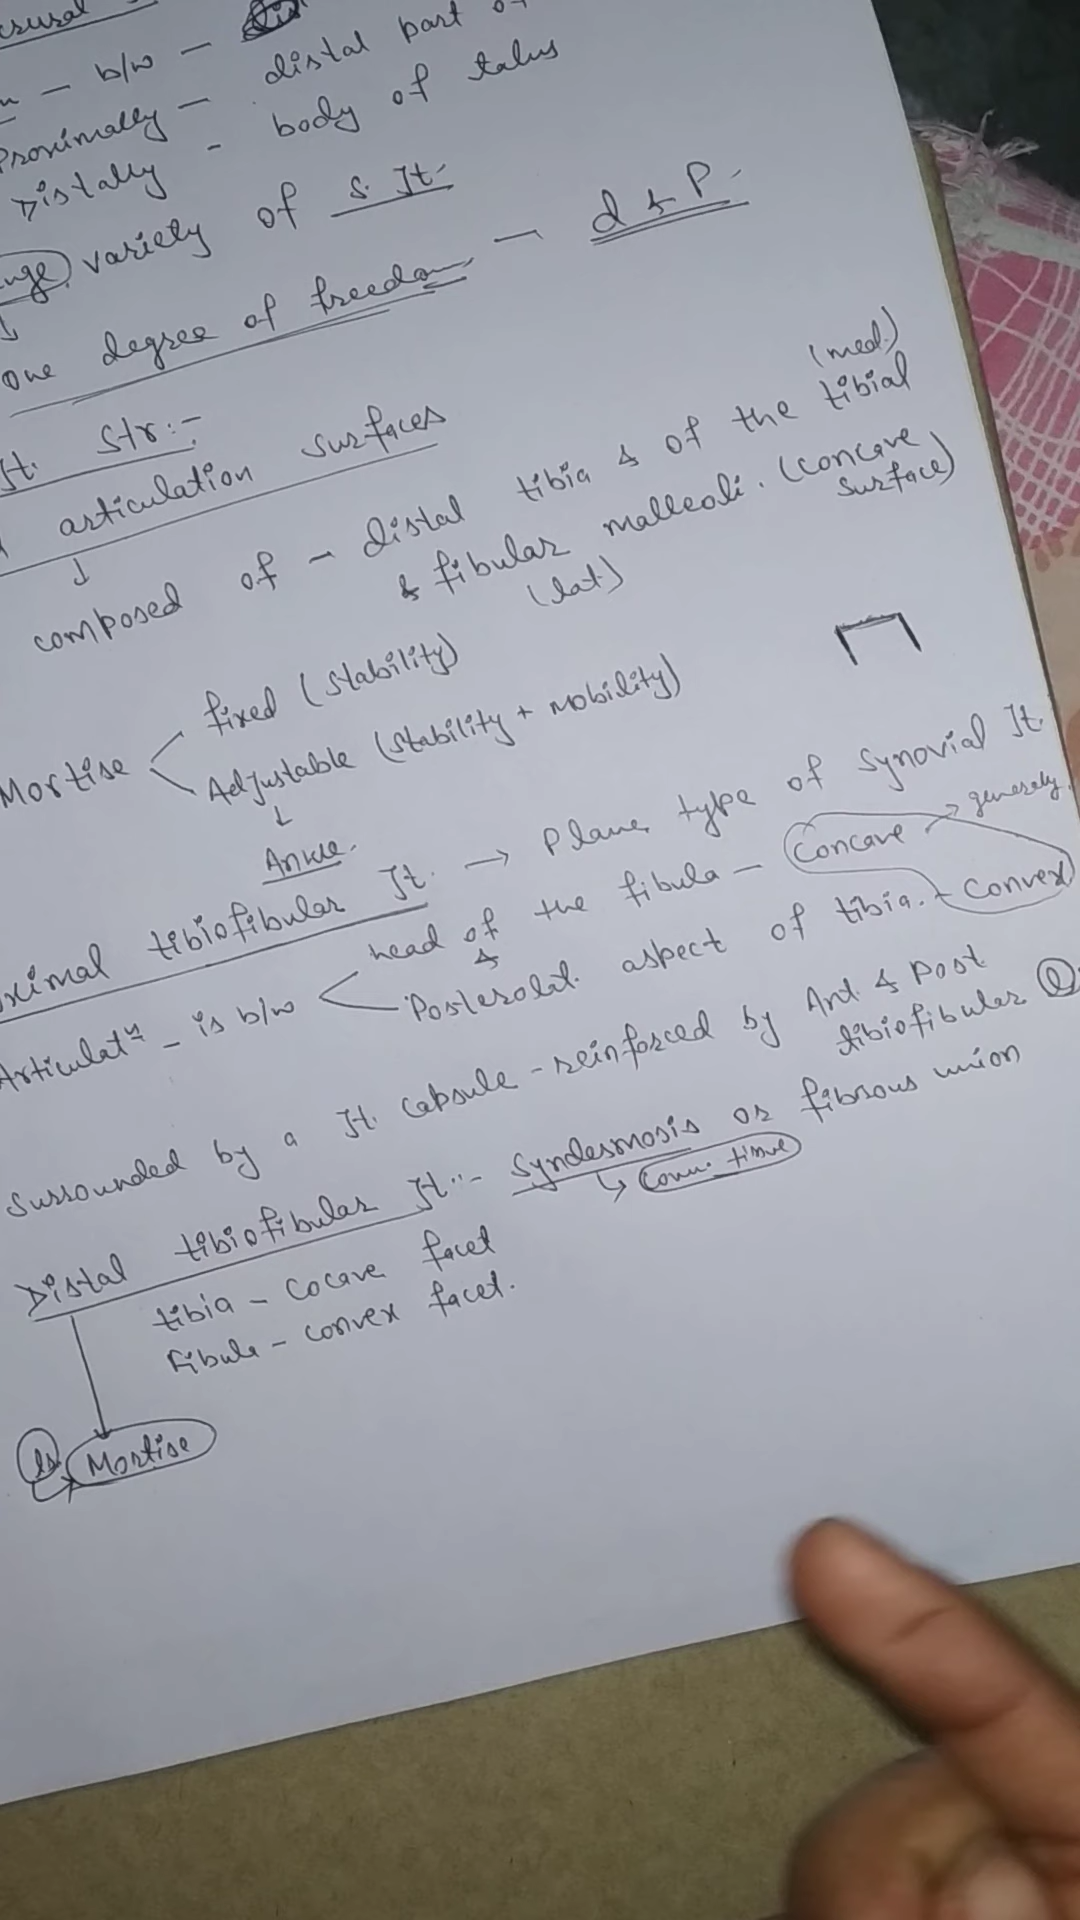 b/w -
Proximally - distal part
Distally - body of talus
variety of S. Jt.
One degree of freedom - d & P.
Jt. Str:-
articulation surfaces
↓
composed of - distal tibia & of the tibial (med.)
& fibular malleoli. (concave surface)
(lat.)
Mortise < fixed (Stability)
Adjustable (Stability + Mobility)
↓
Ankle.
tibiofibular Jt. → Plane type of Synovial Jt.
Articulatⁿ - is b/w < head of the fibula - Concave → generely.
&
Posterolat. aspect of tibia. - Convex
Surrounded by a Jt. Capsule - reinforced by Ant. & Post.
tibiofibular
Distal tibiofibular Jt:- Syndesmosis or fibrous union
↳ Conn. tissue
tibia - Cocave facet
Fibula - convex facet.
Mortise